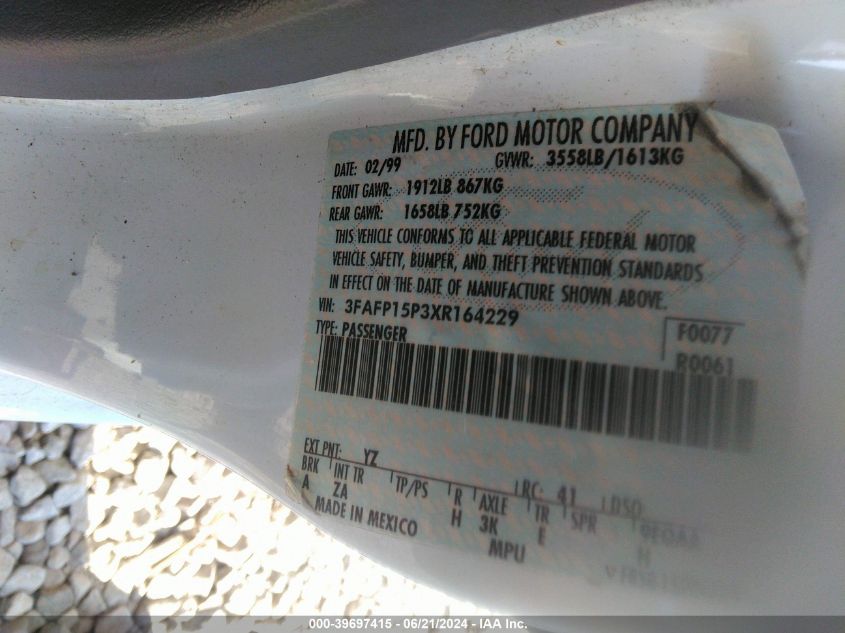 MFD. BY FORD MOTOR COMPANY
DATE: 02/99 GVWR: 3558LB/1613KG
FRONT GAWR: 1912LB 867KG
REAR GAWR: 1658LB 752KG
THIS VEHICLE CONFORMS TO ALL APPLICABLE FEDERAL MOTOR
VEHICLE SAFETY, BUMPER, AND THEFT PREVENTION STANDARDS
IN EFFECT ON THE DATE OF MANUFACTURE SHOWN ABOVE.
VIN: 3FAFP15P3XR164229
TYPE: PASSENGER
F0077
R0061
EXT PNT: YZ RC: 41 DSO:
BRK INT TR TP/PS R AXLE TR SPR
A ZA H 3K E
MADE IN MEXICO MPU
000-39697415 - 06/21/2024 - IAA Inc.